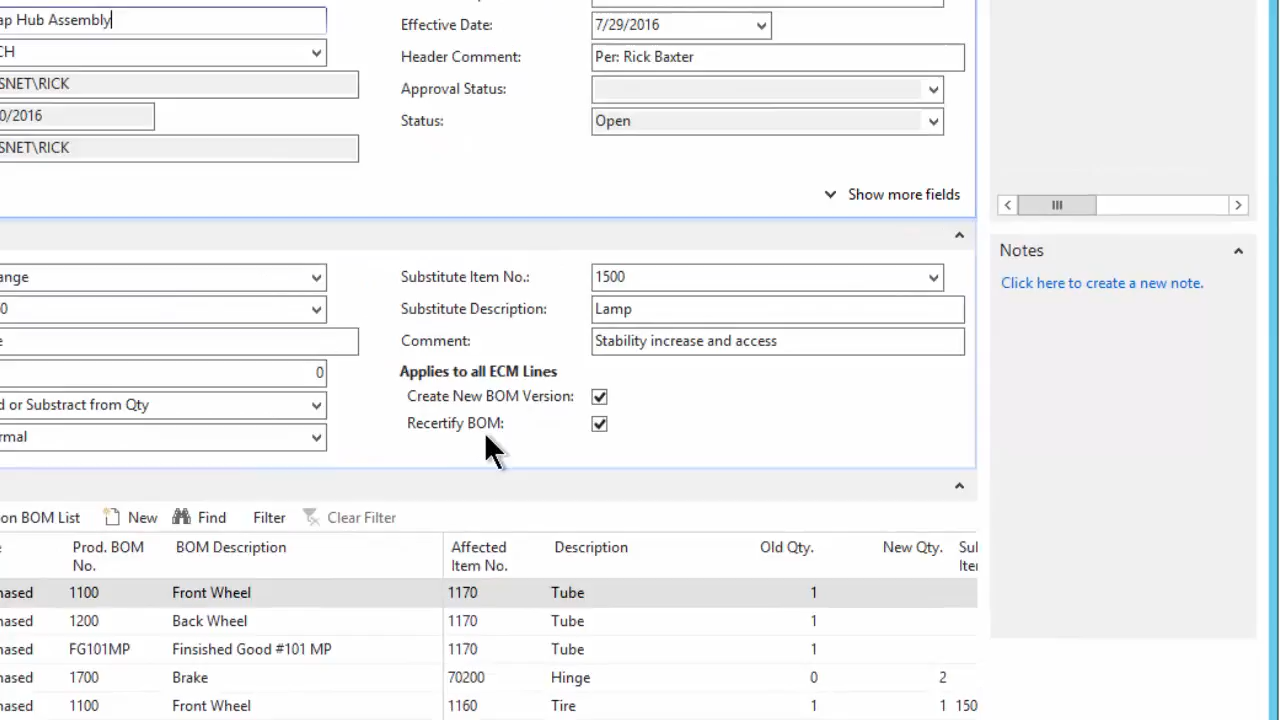 ap Hub Assembly
Effective Date: 7/29/2016
CH
Header Comment: Per: Rick Baxter
SNET\RICK
Approval Status:
0/2016
Status: Open
SNET\RICK
Show more fields
Notes
ange
Substitute Item No.: 1500
Click here to create a new note.
0
Substitute Description: Lamp
e
Comment: Stability increase and access
0
Applies to all ECM Lines
Create New BOM Version:
d or Substract from Qty
Recertify BOM:
rmal
on BOM List New Find Filter Clear Filter
Prod. BOM No. BOM Description Affected Item No. Description Old Qty. New Qty. Sul Iter
hased 1100 Front Wheel 1170 Tube 1
hased 1200 Back Wheel 1170 Tube 1
hased FG101MP Finsished Good #101 MP 1170 Tube 1
hased 1700 Brake 70200 Hinge 0 2
hased 1100 Front Wheel 1160 Tire 1 1 150